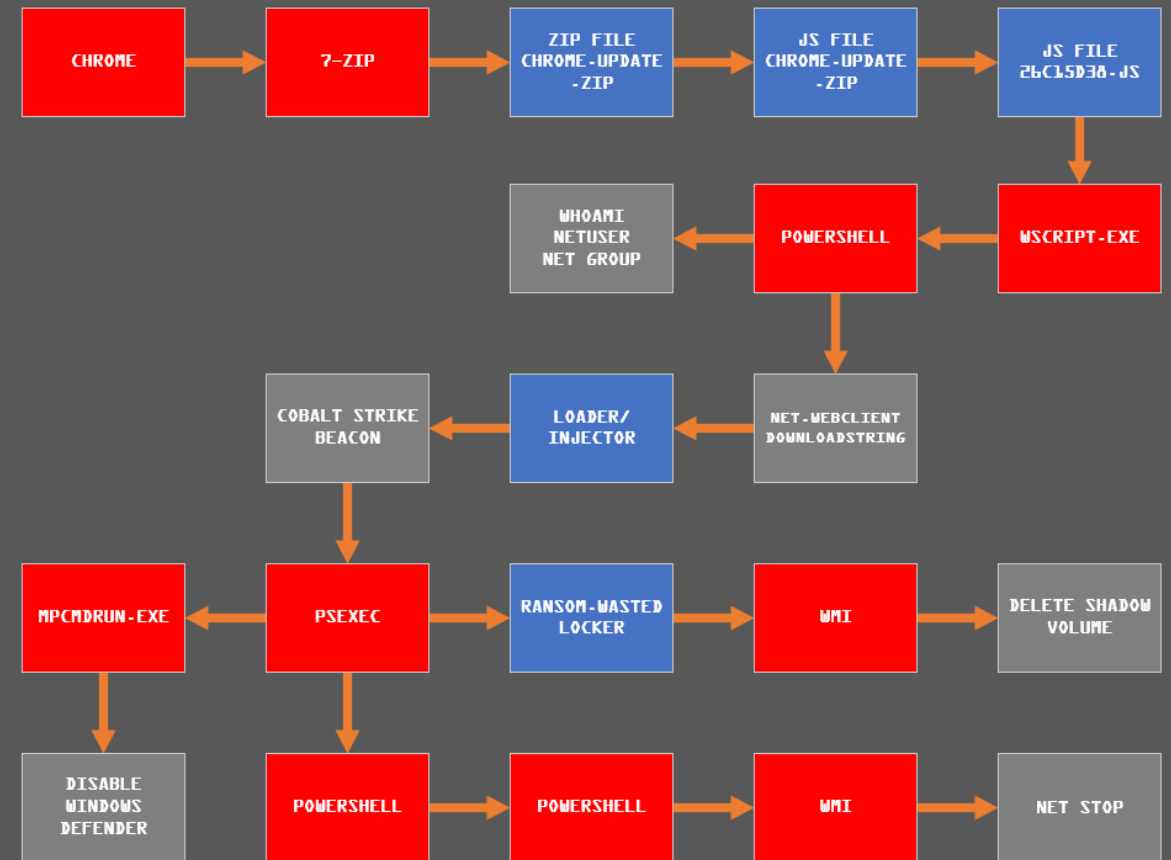 CHROME
7-ZIP
ZIP FILE
CHROME-UPDATE
-ZIP
JS FILE
CHROME-UPDATE
-ZIP
JS FILE
26C15D38-JS
WHOAMI
NETUSER
NET GROUP
POWERSHELL
WSCRIPT-EXE
COBALT STRIKE
BEACON
LOADER/
INJECTOR
NET-WEBCLIENT
DOWNLOADSTRING
MPCMDRUN-EXE
PSEXEC
RANSOM-WASTED
LOCKER
WMI
DELETE SHADOW
VOLUME
DISABLE
WINDOWS
DEFENDER
POWERSHELL
POWERSHELL
WMI
NET STOP